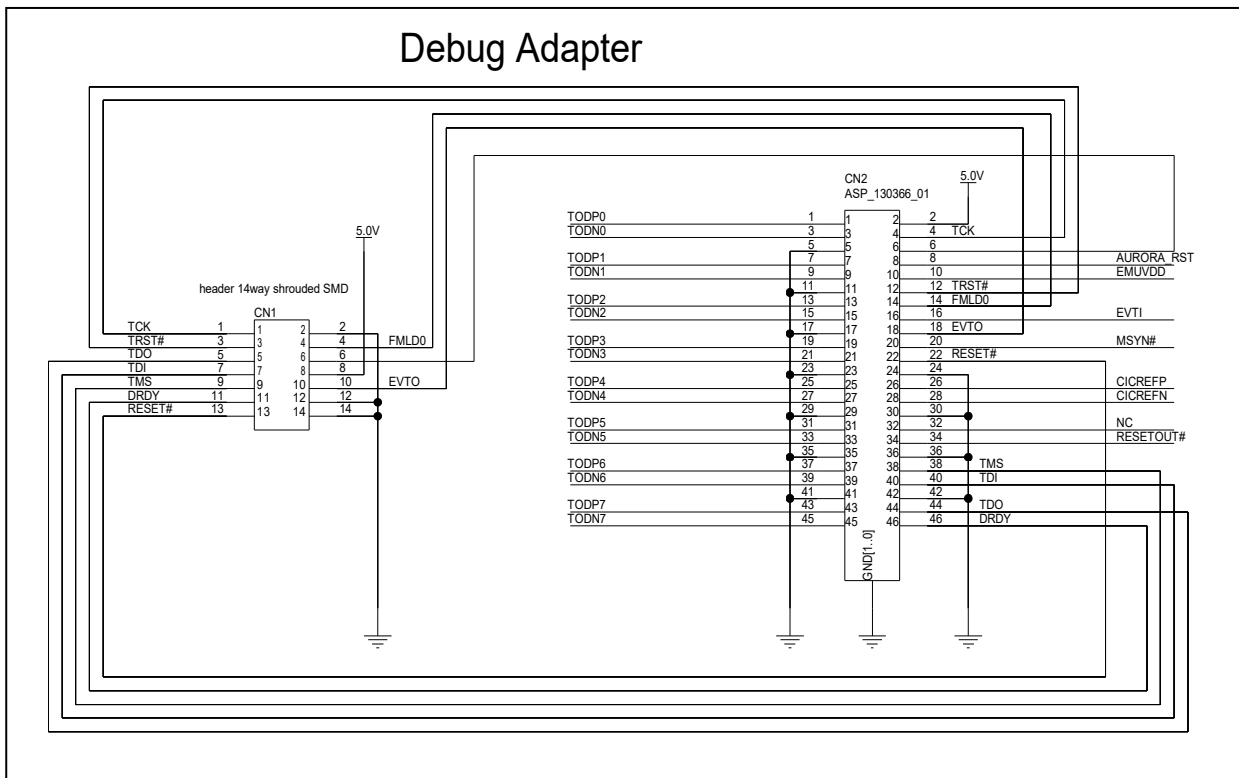 Debug Adapter
CN2
ASP_130366_01
5.0V
TODP0 1 1 2 2
TODN0 3 3 4 4 TCK
5 5 6 6
TODP1 7 7 8 8 AURORA_RST
TODN1 9 9 10 10 EMUVDD
11 11 12 12 TRST#
TODP2 13 13 14 14 FMLD0
TODN2 15 15 16 16 EVTI
17 17 18 18 EVTO
TODP3 19 19 20 20 MSYN#
TODN3 21 21 22 22 RESET#
23 23 24 24
TODP4 25 25 26 26 CICREFP
TODN4 27 27 28 28 CICREFN
29 29 30 30
TODP5 31 31 32 32 NC
TODN5 33 33 34 34 RESETOUT#
35 35 36 36
TODP6 37 37 38 38 TMS
TODN6 39 39 40 40 TDI
41 41 42 42
TODP7 43 43 44 44 TDO
TODN7 45 45 46 46 DRDY
GND[1..0]
5.0V
header 14way shrouded SMD
CN1
TCK 1 1 2 2
TRST# 3 3 4 4 FMLD0
TDO 5 5 6 6
TDI 7 7 8 8
TMS 9 9 10 10 EVTO
DRDY 11 11 12 12
RESET# 13 13 14 14